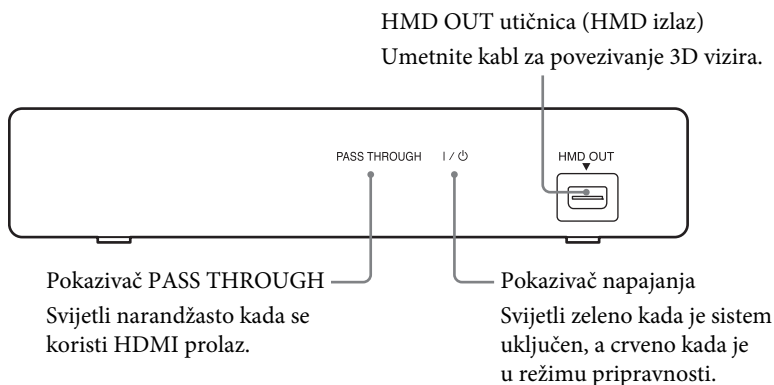 HMD OUT utičnica (HMD izlaz)
Umetnite kabl za povezivanje 3D vizira.
PASS THROUGH
I / ⏻
HMD OUT
Pokazivač PASS THROUGH
Svijetli narandžasto kada se
koristi HDMI prolaz.
Pokazivač napajanja
Svijetli zeleno kada je sistem
uključen, a crveno kada je
u režimu pripravnosti.